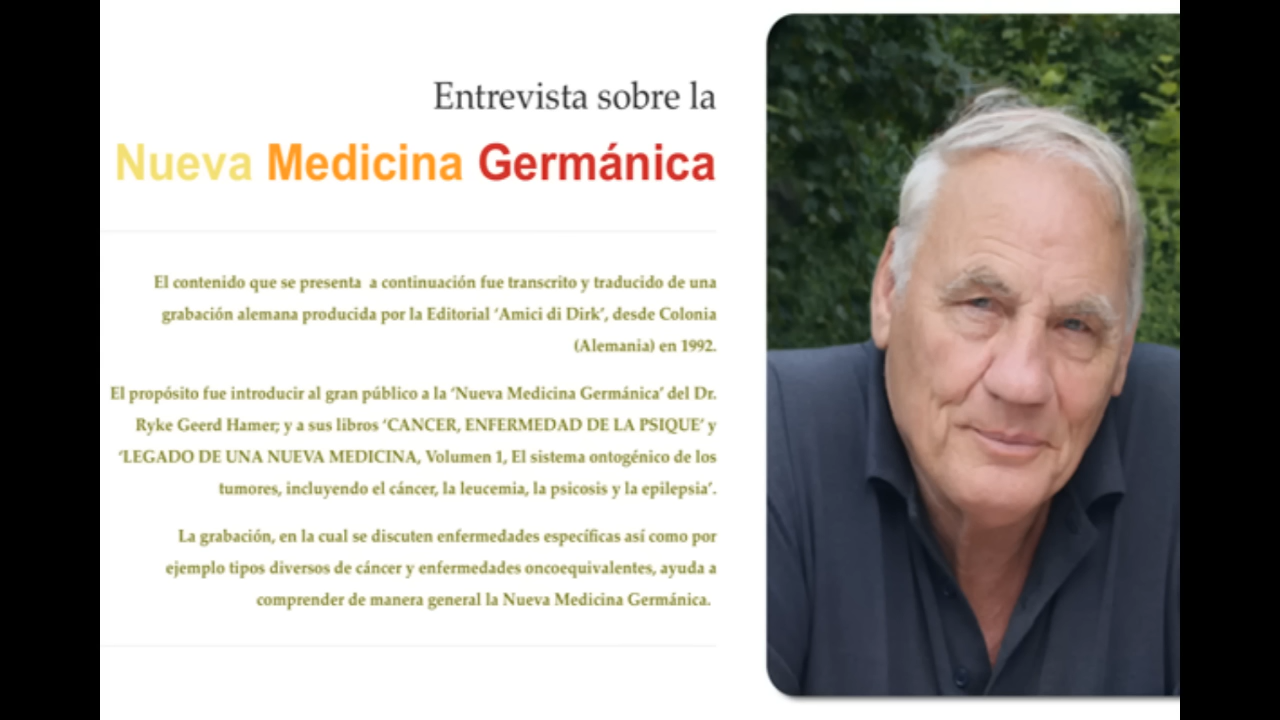 Entrevista sobre la
Nueva Medicina Germánica
El contenido que se presenta a continuación fue transcrito y traducido de una
grabación alemana producida por la Editorial ‘Amici di Dirk’, desde Colonia
(Alemania) en 1992.
El propósito fue introducir al gran público a la ‘Nueva Medicina Germánica’ del Dr.
Ryke Geerd Hamer; y a sus libros ‘CANCER, ENFERMEDAD DE LA PSIQUE’ y
‘LEGADO DE UNA NUEVA MEDICINA, Volumen 1, El sistema ontogénico de los
tumores, incluyendo el cáncer, la leucemia, la psicosis y la epilepsia’.
La grabación, en la cual se discuten enfermedades específicas así como por
ejemplo tipos diversos de cáncer y enfermedades oncoequivalentes, ayuda a
comprender de manera general la Nueva Medicina Germánica.